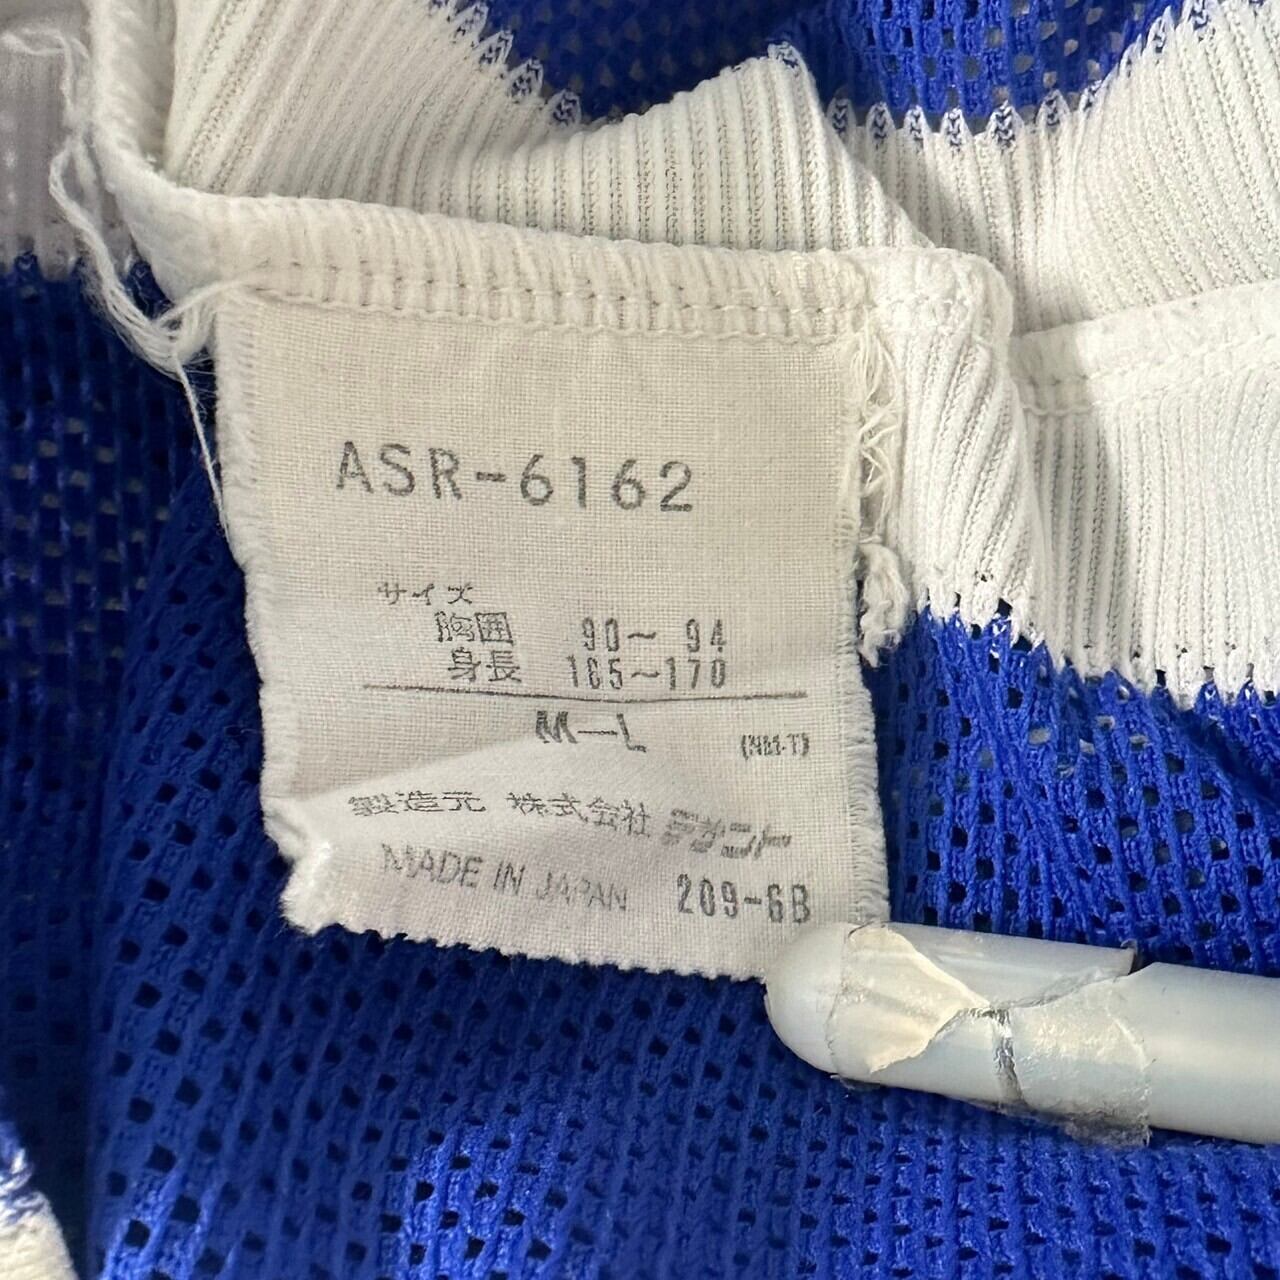 ASR-6162
サイズ
胸囲 90～ 94
身長 165～170
M—L (NM-T)
製造元 株式会社 デサント
MADE IN JAPAN 209-6B